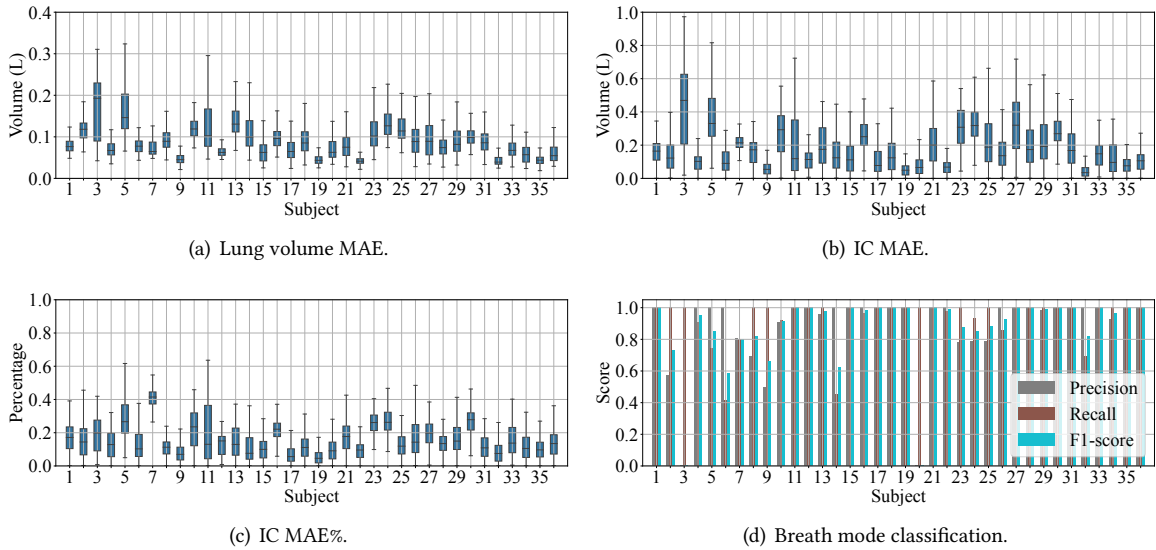 0.4
0.3
0.2
0.1
0.0
Volume (L)
1 3 5 7 9 11 13 15 17 19 21 23 25 27 29 31 33 35
Subject
(a) Lung volume MAE.
1.0
0.8
0.6
0.4
0.2
0.0
Volume (L)
1 3 5 7 9 11 13 15 17 19 21 23 25 27 29 31 33 35
Subject
(b) IC MAE.
1.0
0.8
0.6
0.4
0.2
0.0
Percentage
1 3 5 7 9 11 13 15 17 19 21 23 25 27 29 31 33 35
Subject
(c) IC MAE%.
1.0
0.8
0.6
0.4
0.2
0.0
Score
Precision
Recall
F1-score
1 3 5 7 9 11 13 15 17 19 21 23 25 27 29 31 33 35
Subject
(d) Breath mode classification.